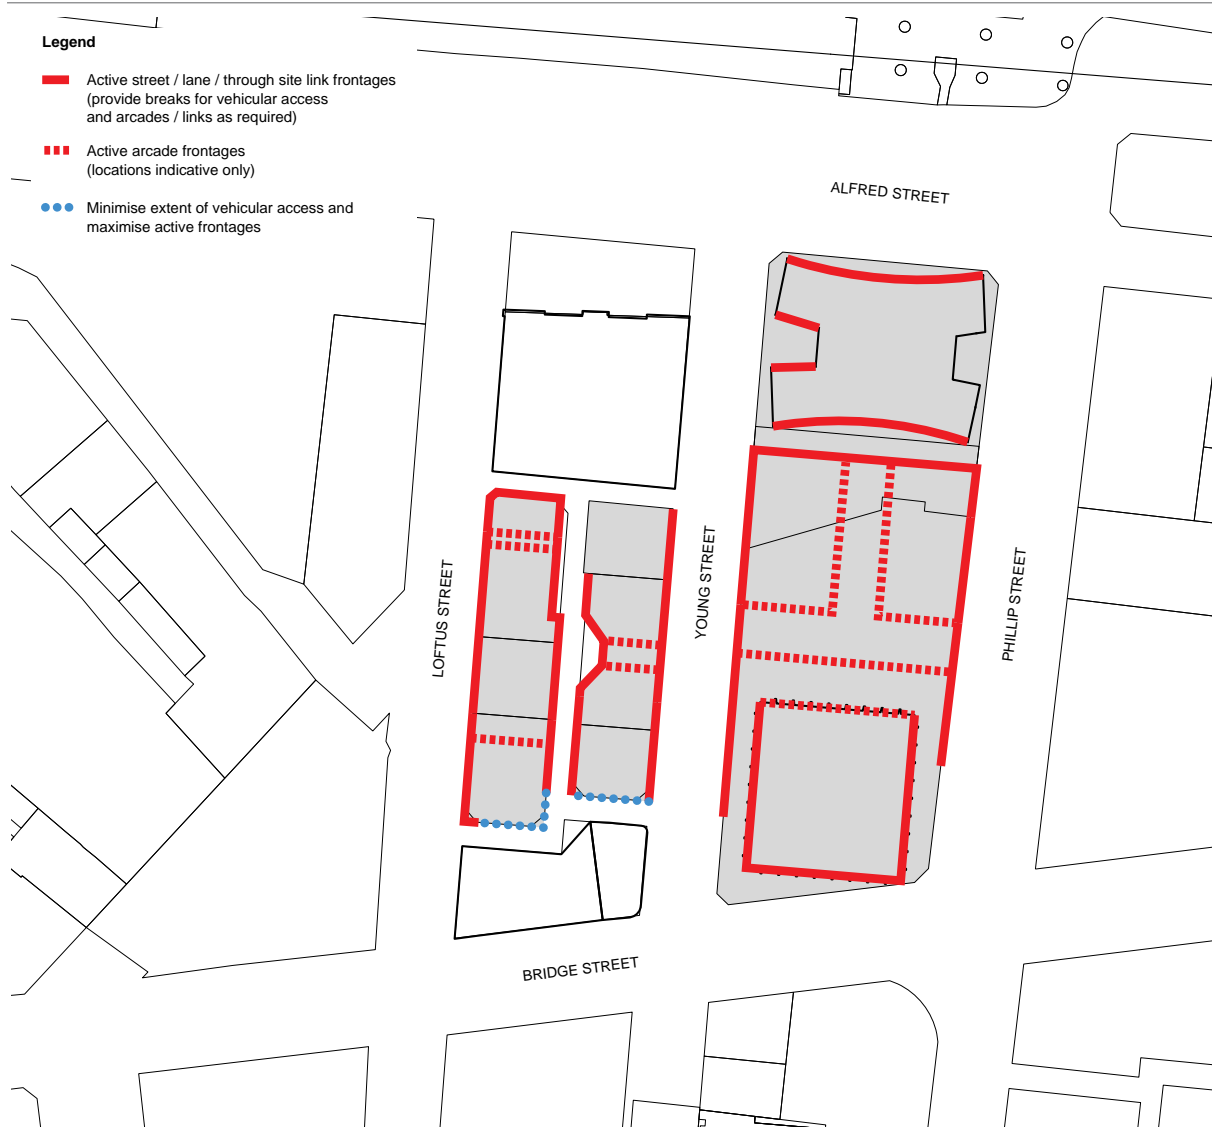 Legend
Active street / lane / through site link frontages
(provide breaks for vehicular access
and arcades / links as required)
Active arcade frontages
(locations indicative only)
Minimise extent of vehicular access and
maximise active frontages
ALFRED STREET
LOFTUS STREET
YOUNG STREET
PHILLIP STREET
BRIDGE STREET